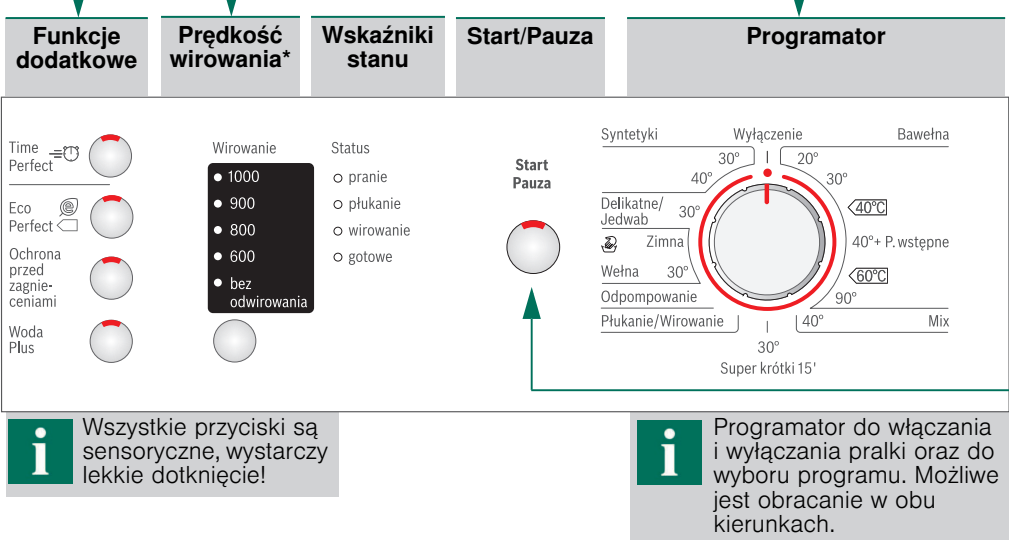 Funkcje
dodatkowe
Prędkość
wirowania*
Wskaźniki
stanu
Start/Pauza
Programator
Time
Perfect
Eco
Perfect
Ochrona
przed
zagnie-
ceniami
Woda
Plus
Wirowanie
1000
900
800
600
bez
odwirowania
Status
pranie
płukanie
wirowanie
gotowe
Start
Pauza
Syntetyki
Wyłączenie
Bawełna
30°
20°
40°
30°
Delikatne/
Jedwab
30°
40°C
Zimna
40°+ P. wstępne
Wełna 30°
60°C
Odpompowanie
90°
Płukanie/Wirowanie
40°
Mix
30°
Super krótki 15'
i
Wszystkie przyciski są
sensoryczne, wystarczy
lekkie dotknięcie!
i
Programator do włączania
i wyłączania pralki oraz do
wyboru programu. Możliwe
jest obracanie w obu
kierunkach.